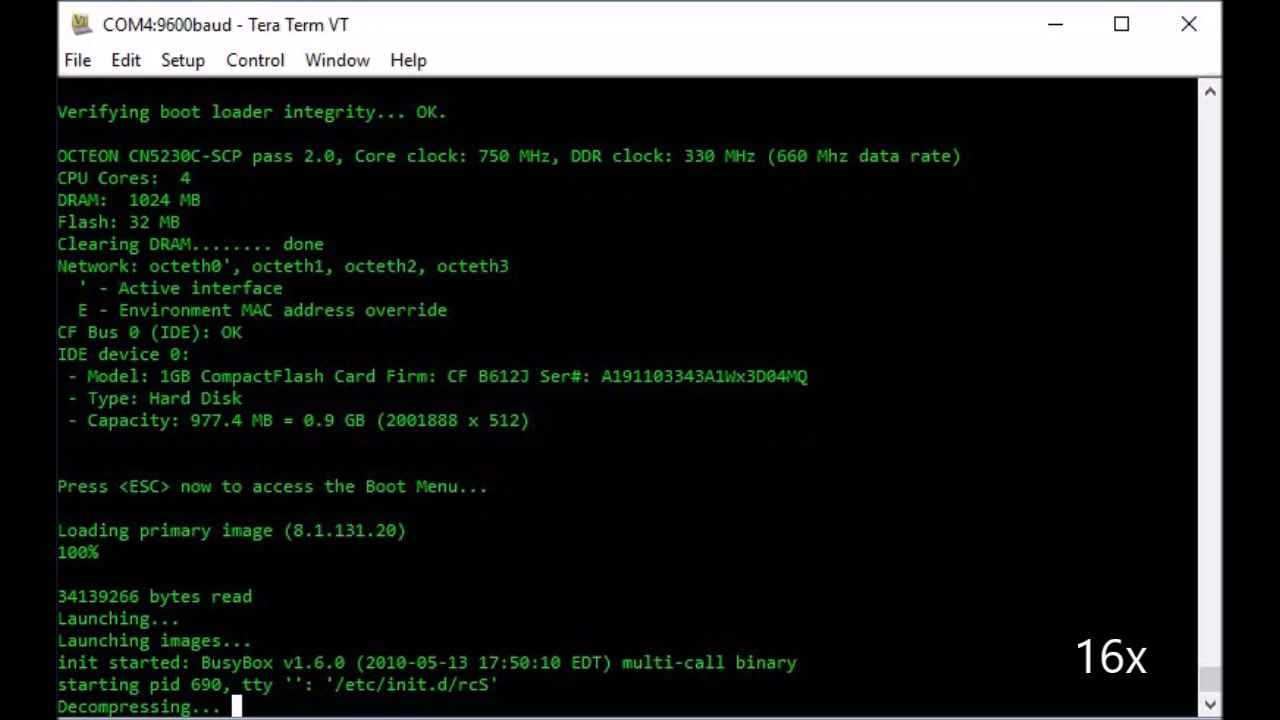 COM4:9600baud - Tera Term VT
File Edit Setup Control Window Help
Verifying boot loader integrity... OK.
OCTEON CN5230C-SCP pass 2.0, Core clock: 750 MHz, DDR clock: 330 MHz (660 Mhz data rate)
CPU Cores:  4
DRAM:  1024 MB
Flash: 32 MB
Clearing DRAM........ done
Network: octeth0', octeth1, octeth2, octeth3
  ' - Active interface
  E - Environment MAC address override
CF Bus 0 (IDE): OK
IDE device 0:
 - Model: 1GB CompactFlash Card Firm: CF B612J Ser#: A191103343A1Wx3D04MQ
 - Type: Hard Disk
 - Capacity: 977.4 MB = 0.9 GB (2001888 x 512)
Press <ESC> now to access the Boot Menu...
Loading primary image (8.1.131.20)
100%
34139266 bytes read
Launching...
Launching images...
init started: BusyBox v1.6.0 (2010-05-13 17:50:10 EDT) multi-call binary
starting pid 690, tty '': '/etc/init.d/rcS'
Decompressing...
16x